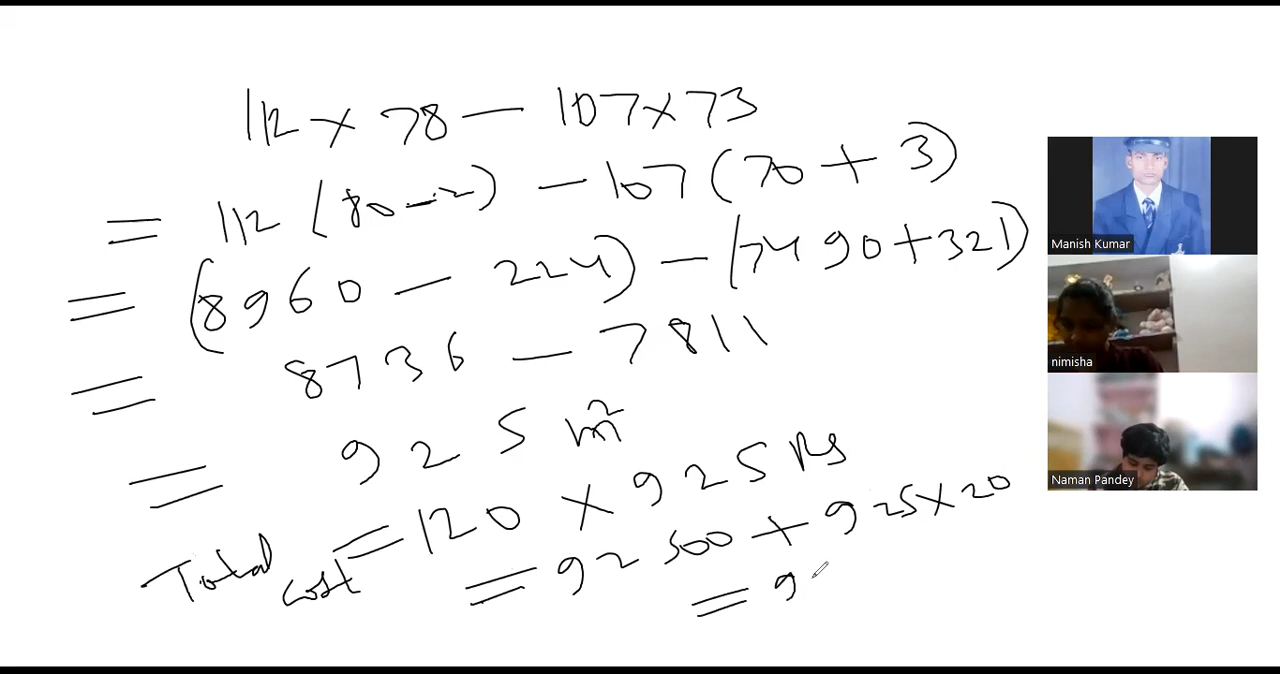 112 × 78 — 107 × 73
= 112 (80 - 2) — 107 (70 + 3)
= (8960 — 224) — (7490 + 321)
= 8736 — 7811
= 925 m²
Total cost = 120 × 925 Rs
= 92500 + 925 × 20
= 9
Manish Kumar
nimisha
Naman Pandey